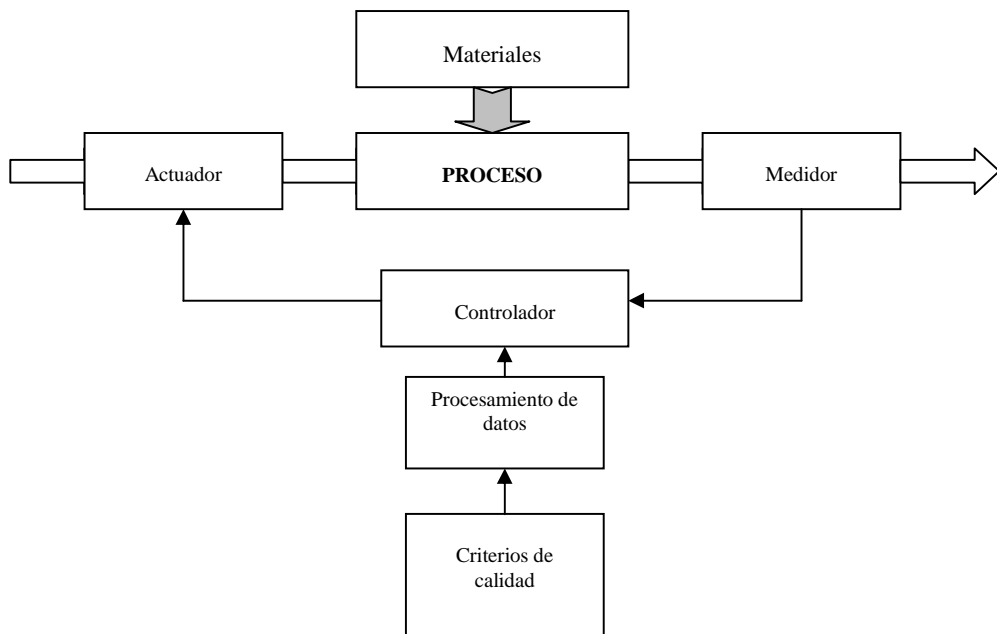 Materiales
Actuador
PROCESO
Medidor
Controlador
Procesamiento de
datos
Criterios de
calidad